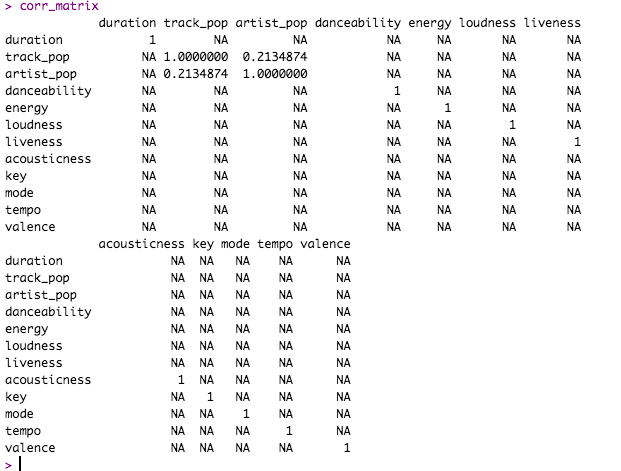 > corr_matrix
duration track_pop artist_pop danceability energy loudness liveness
duration 1 NA NA NA NA NA NA
track_pop NA 1.0000000 0.2134874 NA NA NA NA
artist_pop NA 0.2134874 1.0000000 NA NA NA NA
danceability NA NA NA 1 NA NA NA
energy NA NA NA NA 1 NA NA
loudness NA NA NA NA NA 1 NA
liveness NA NA NA NA NA NA 1
acousticness NA NA NA NA NA NA NA
key NA NA NA NA NA NA NA
mode NA NA NA NA NA NA NA
tempo NA NA NA NA NA NA NA
valence NA NA NA NA NA NA NA
acousticness key mode tempo valence
duration NA NA NA NA NA
track_pop NA NA NA NA NA
artist_pop NA NA NA NA NA
danceability NA NA NA NA NA
energy NA NA NA NA NA
loudness NA NA NA NA NA
liveness NA NA NA NA NA
acousticness 1 NA NA NA NA
key NA 1 NA NA NA
mode NA NA 1 NA NA
tempo NA NA NA 1 NA
valence NA NA NA NA 1
>